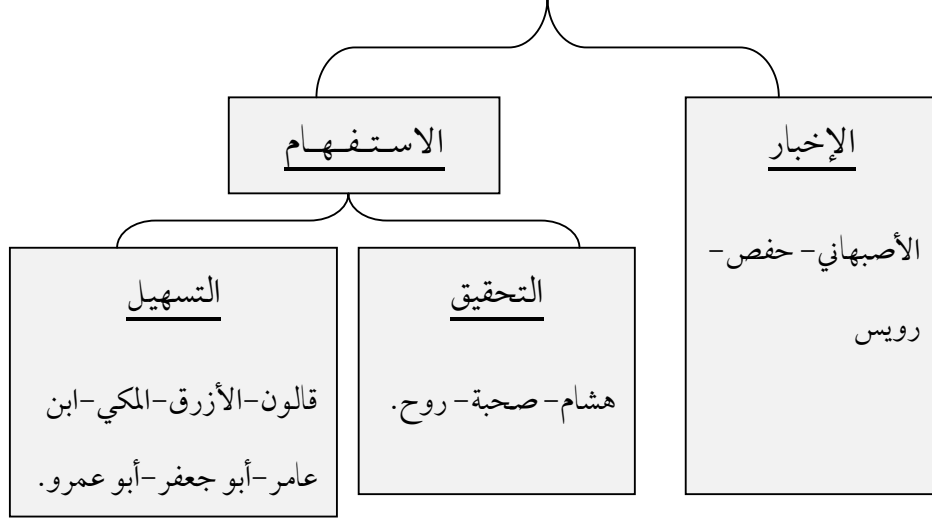 الإخبار
الأصبهاني– حفص–
رويس
الاستفهام
التحقيق
هشام– صحبة– روح.
التسهيل
قالون–الأزرق–المكي–ابن
عامر–أبو جعفر–أبو عمرو.